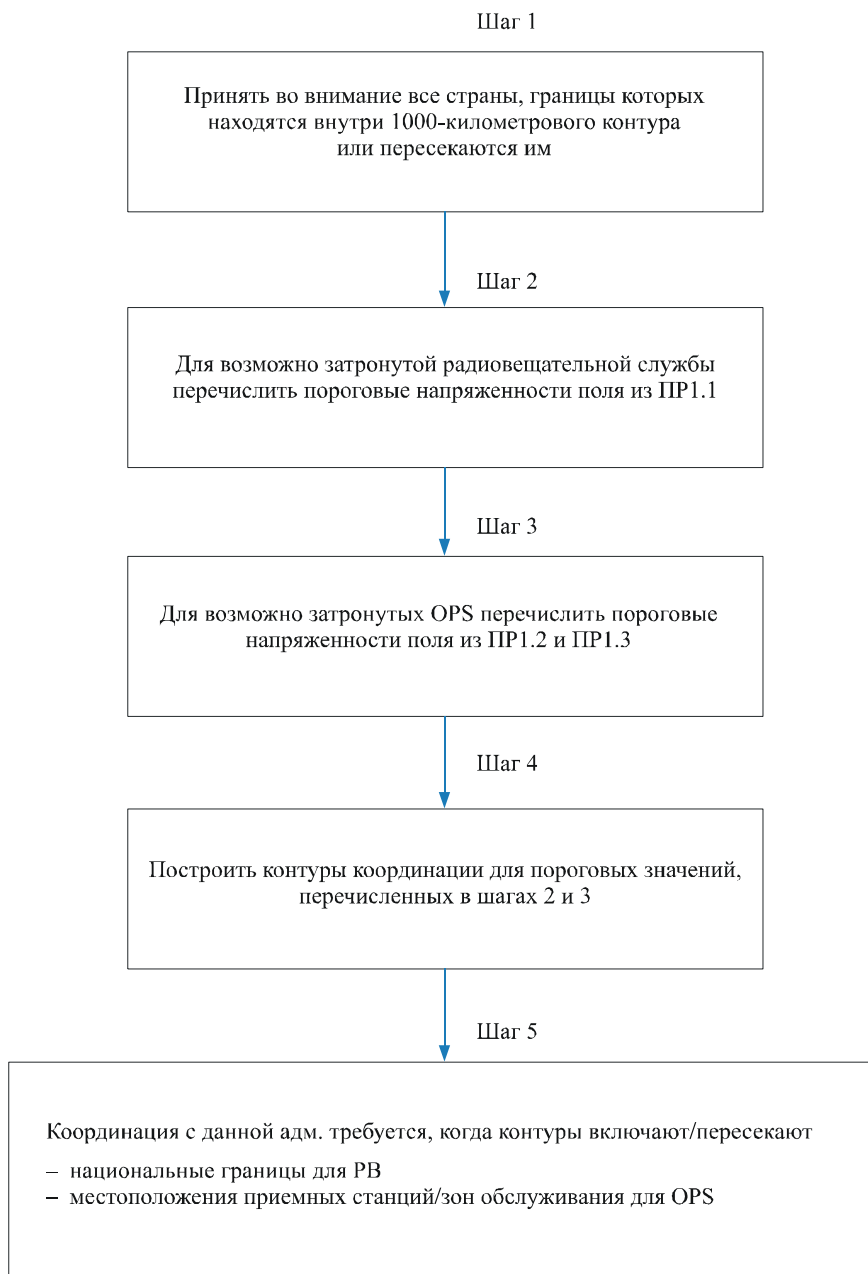 Шаг 1
Принять во внимание все страны, границы которых
находятся внутри 1000-километрового контура
или пересекаются им
Шаг 2
Для возможно затронутой радиовещательной службы
перечислить пороговые напряженности поля из ПР1.1
Шаг 3
Для возможно затронутых OPS перечислить пороговые
напряженности поля из ПР1.2 и ПР1.3
Шаг 4
Построить контуры координации для пороговых значений,
перечисленных в шагах 2 и 3
Шаг 5
Координация с данной адм. требуется, когда контуры включают/пересекают
– национальные границы для РВ
– местоположения приемных станций/зон обслуживания для OPS